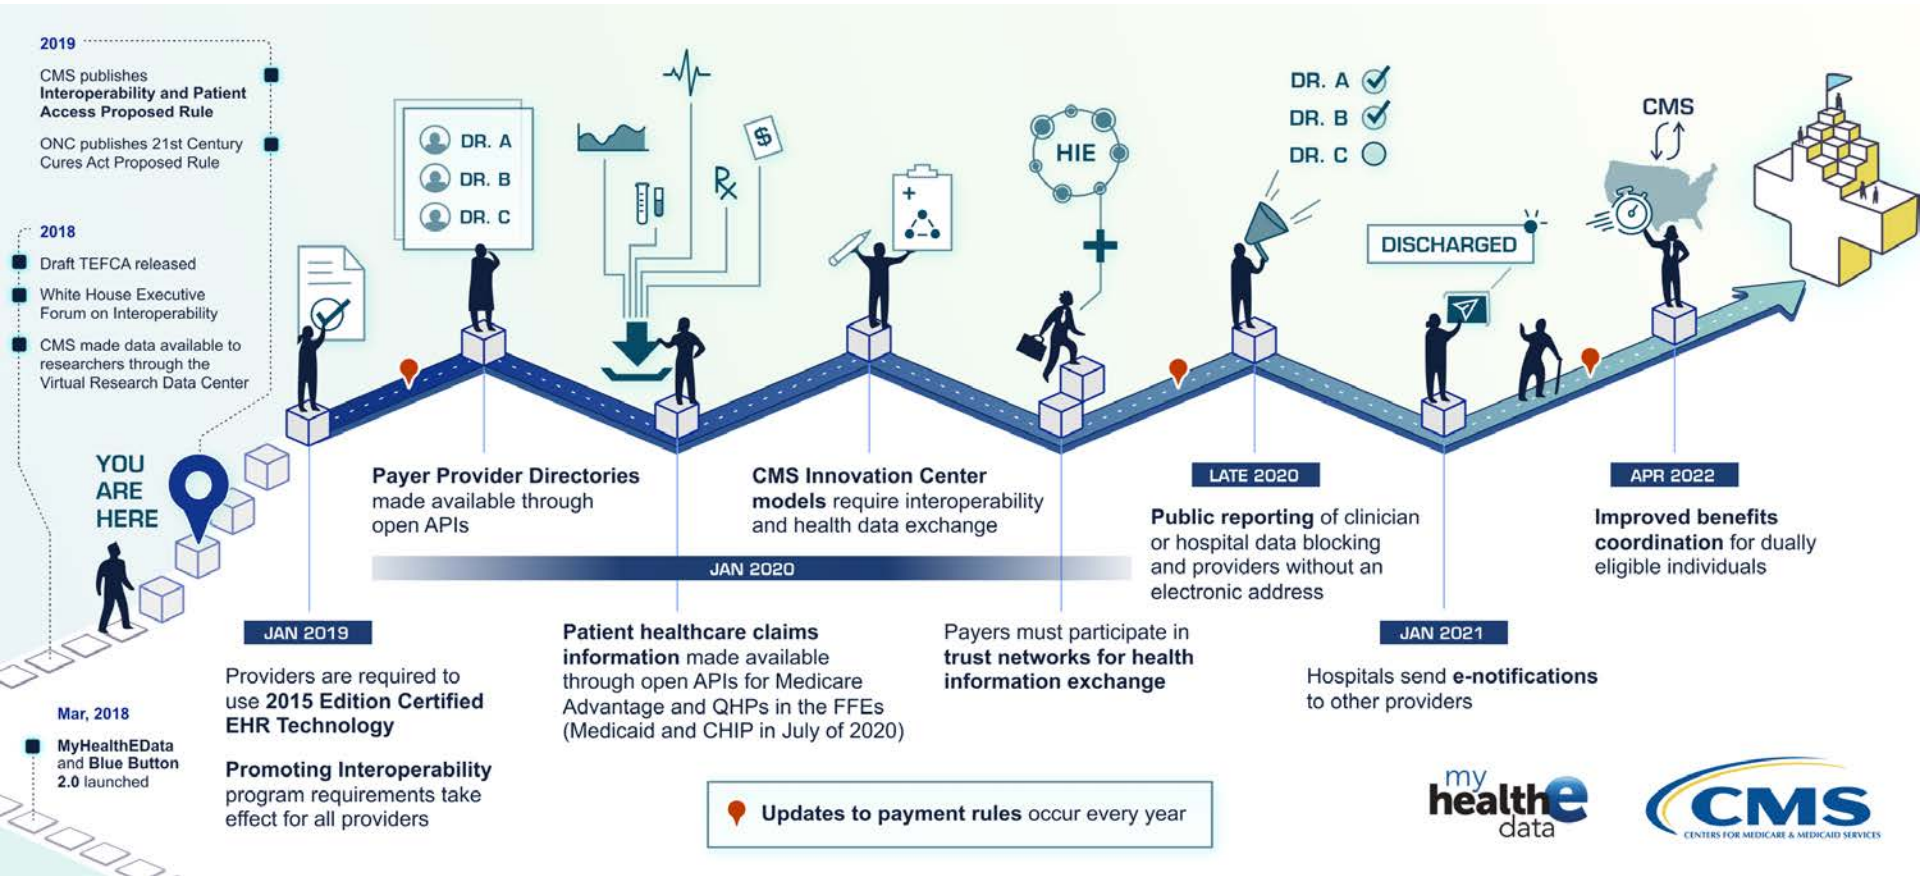 2019
CMS publishes
Interoperability and Patient
Access Proposed Rule
ONC publishes 21st Century
Cures Act Proposed Rule
2018
Draft TEFCA released
White House Executive
Forum on Interoperability
CMS made data available to
researchers through the
Virtual Research Data Center
YOU
ARE
HERE
Mar, 2018
MyHealthEData
and Blue Button
2.0 launched
JAN 2019
Providers are required to
use 2015 Edition Certified
EHR Technology
Promoting Interoperability
program requirements take
effect for all providers
DR. A
DR. B
DR. C
Payer Provider Directories
made available through
open APIs
$
Rx
JAN 2020
Patient healthcare claims
information made available
through open APIs for Medicare
Advantage and QHPs in the FFEs
(Medicaid and CHIP in July of 2020)
CMS Innovation Center
models require interoperability
and health data exchange
HIE
Payers must participate in
trust networks for health
information exchange
DR. A
DR. B
DR. C
LATE 2020
Public reporting of clinician
or hospital data blocking
and providers without an
electronic address
DISCHARGED
JAN 2021
Hospitals send e-notifications
to other providers
CMS
APR 2022
Improved benefits
coordination for dually
eligible individuals
Updates to payment rules occur every year
my
healthe
data
CMS
CENTERS FOR MEDICARE & MEDICAID SERVICES